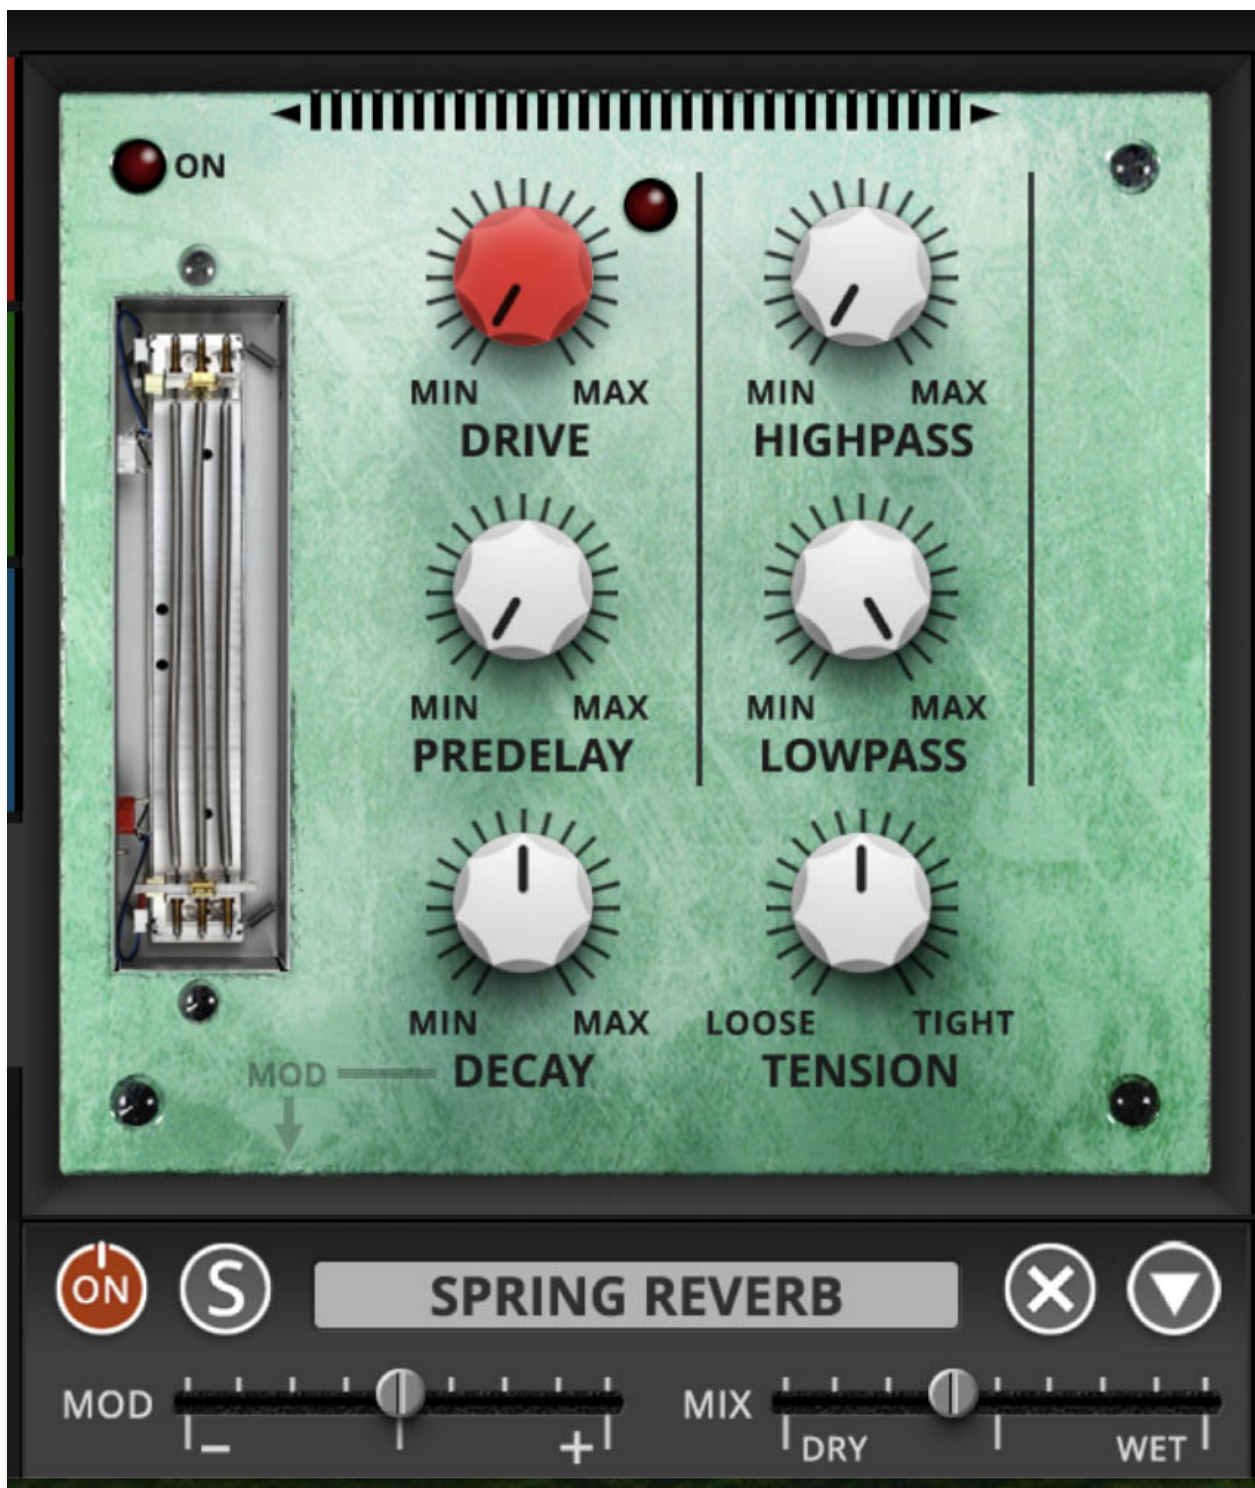 ON
MIN MAX
DRIVE
MIN MAX
HIGHPASS
MIN MAX
PREDELAY
MIN MAX
LOWPASS
MIN MAX
DECAY
LOOSE TIGHT
TENSION
MOD
ON
S
SPRING REVERB
MOD
− +
MIX
DRY WET